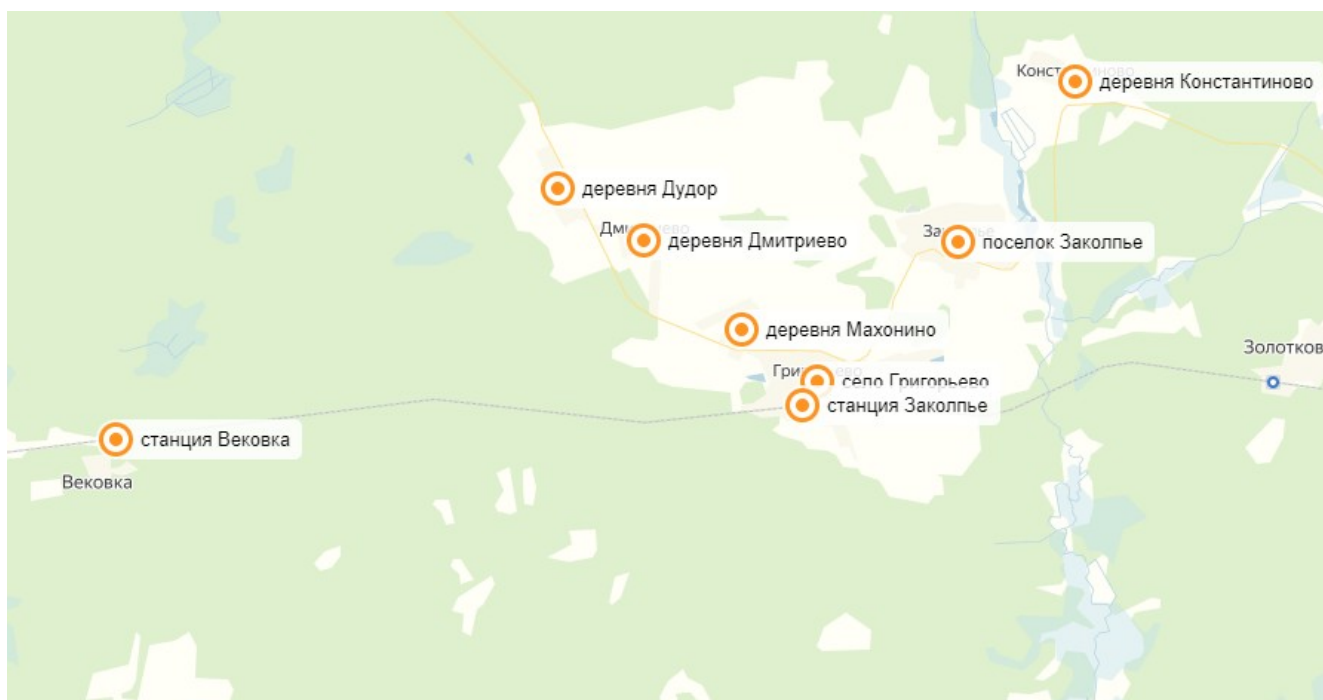 деревня Константиново
деревня Дудор
деревня Дмитриево
поселок Заколпье
деревня Махонино
Золотков
село Григорьево
станция Заколпье
станция Вековка
Вековка